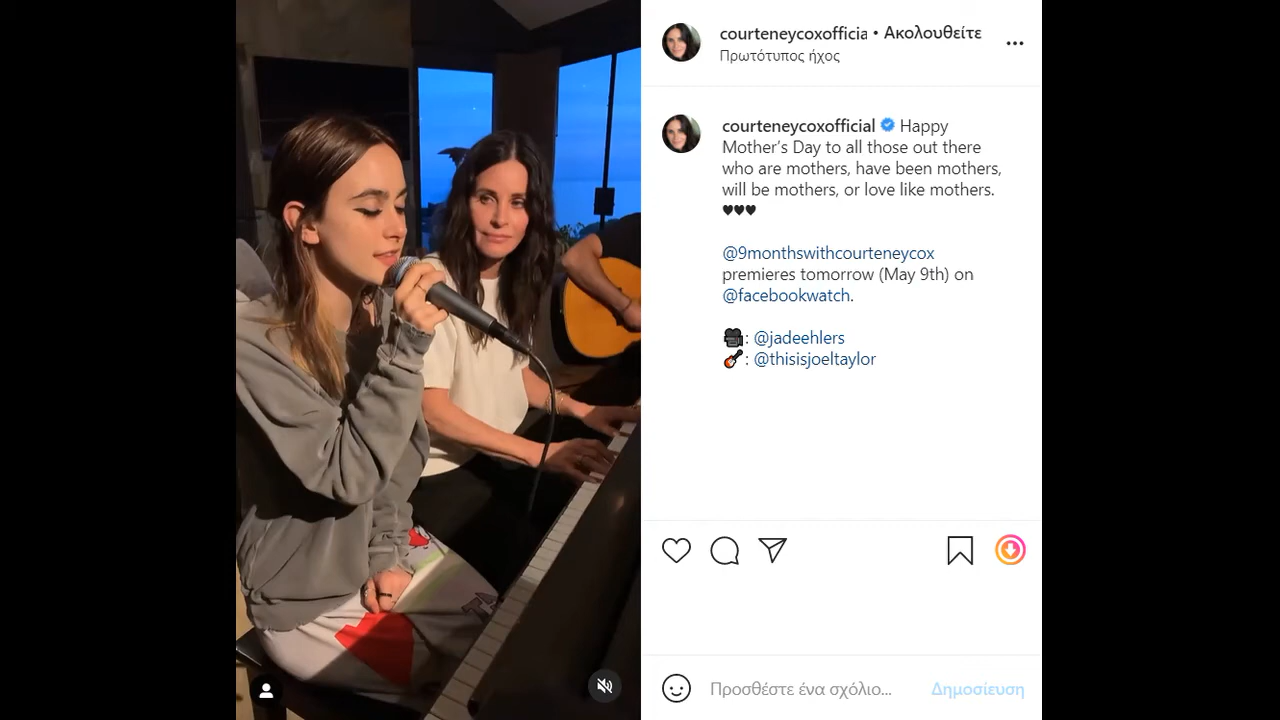 courteneycoxofficia • Ακολουθείτε
Πρωτότυπος ήχος
courteneycoxofficial Happy
Mother’s Day to all those out there
who are mothers, have been mothers,
will be mothers, or love like mothers.
♥♥♥
@9monthswithcourteneycox
premieres tomorrow (May 9th) on
@facebookwatch.
🎥: @jadeehlers
🎸: @thisisjoeltaylor
Προσθέστε ένα σχόλιο... Δημοσίευση